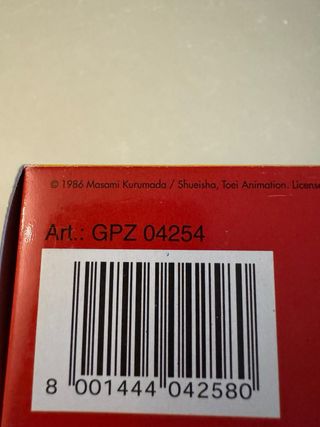 © 1986 Masami Kurumada / Shueisha, Toei Animation. License
Art.: GPZ 04254
8 001444 042580